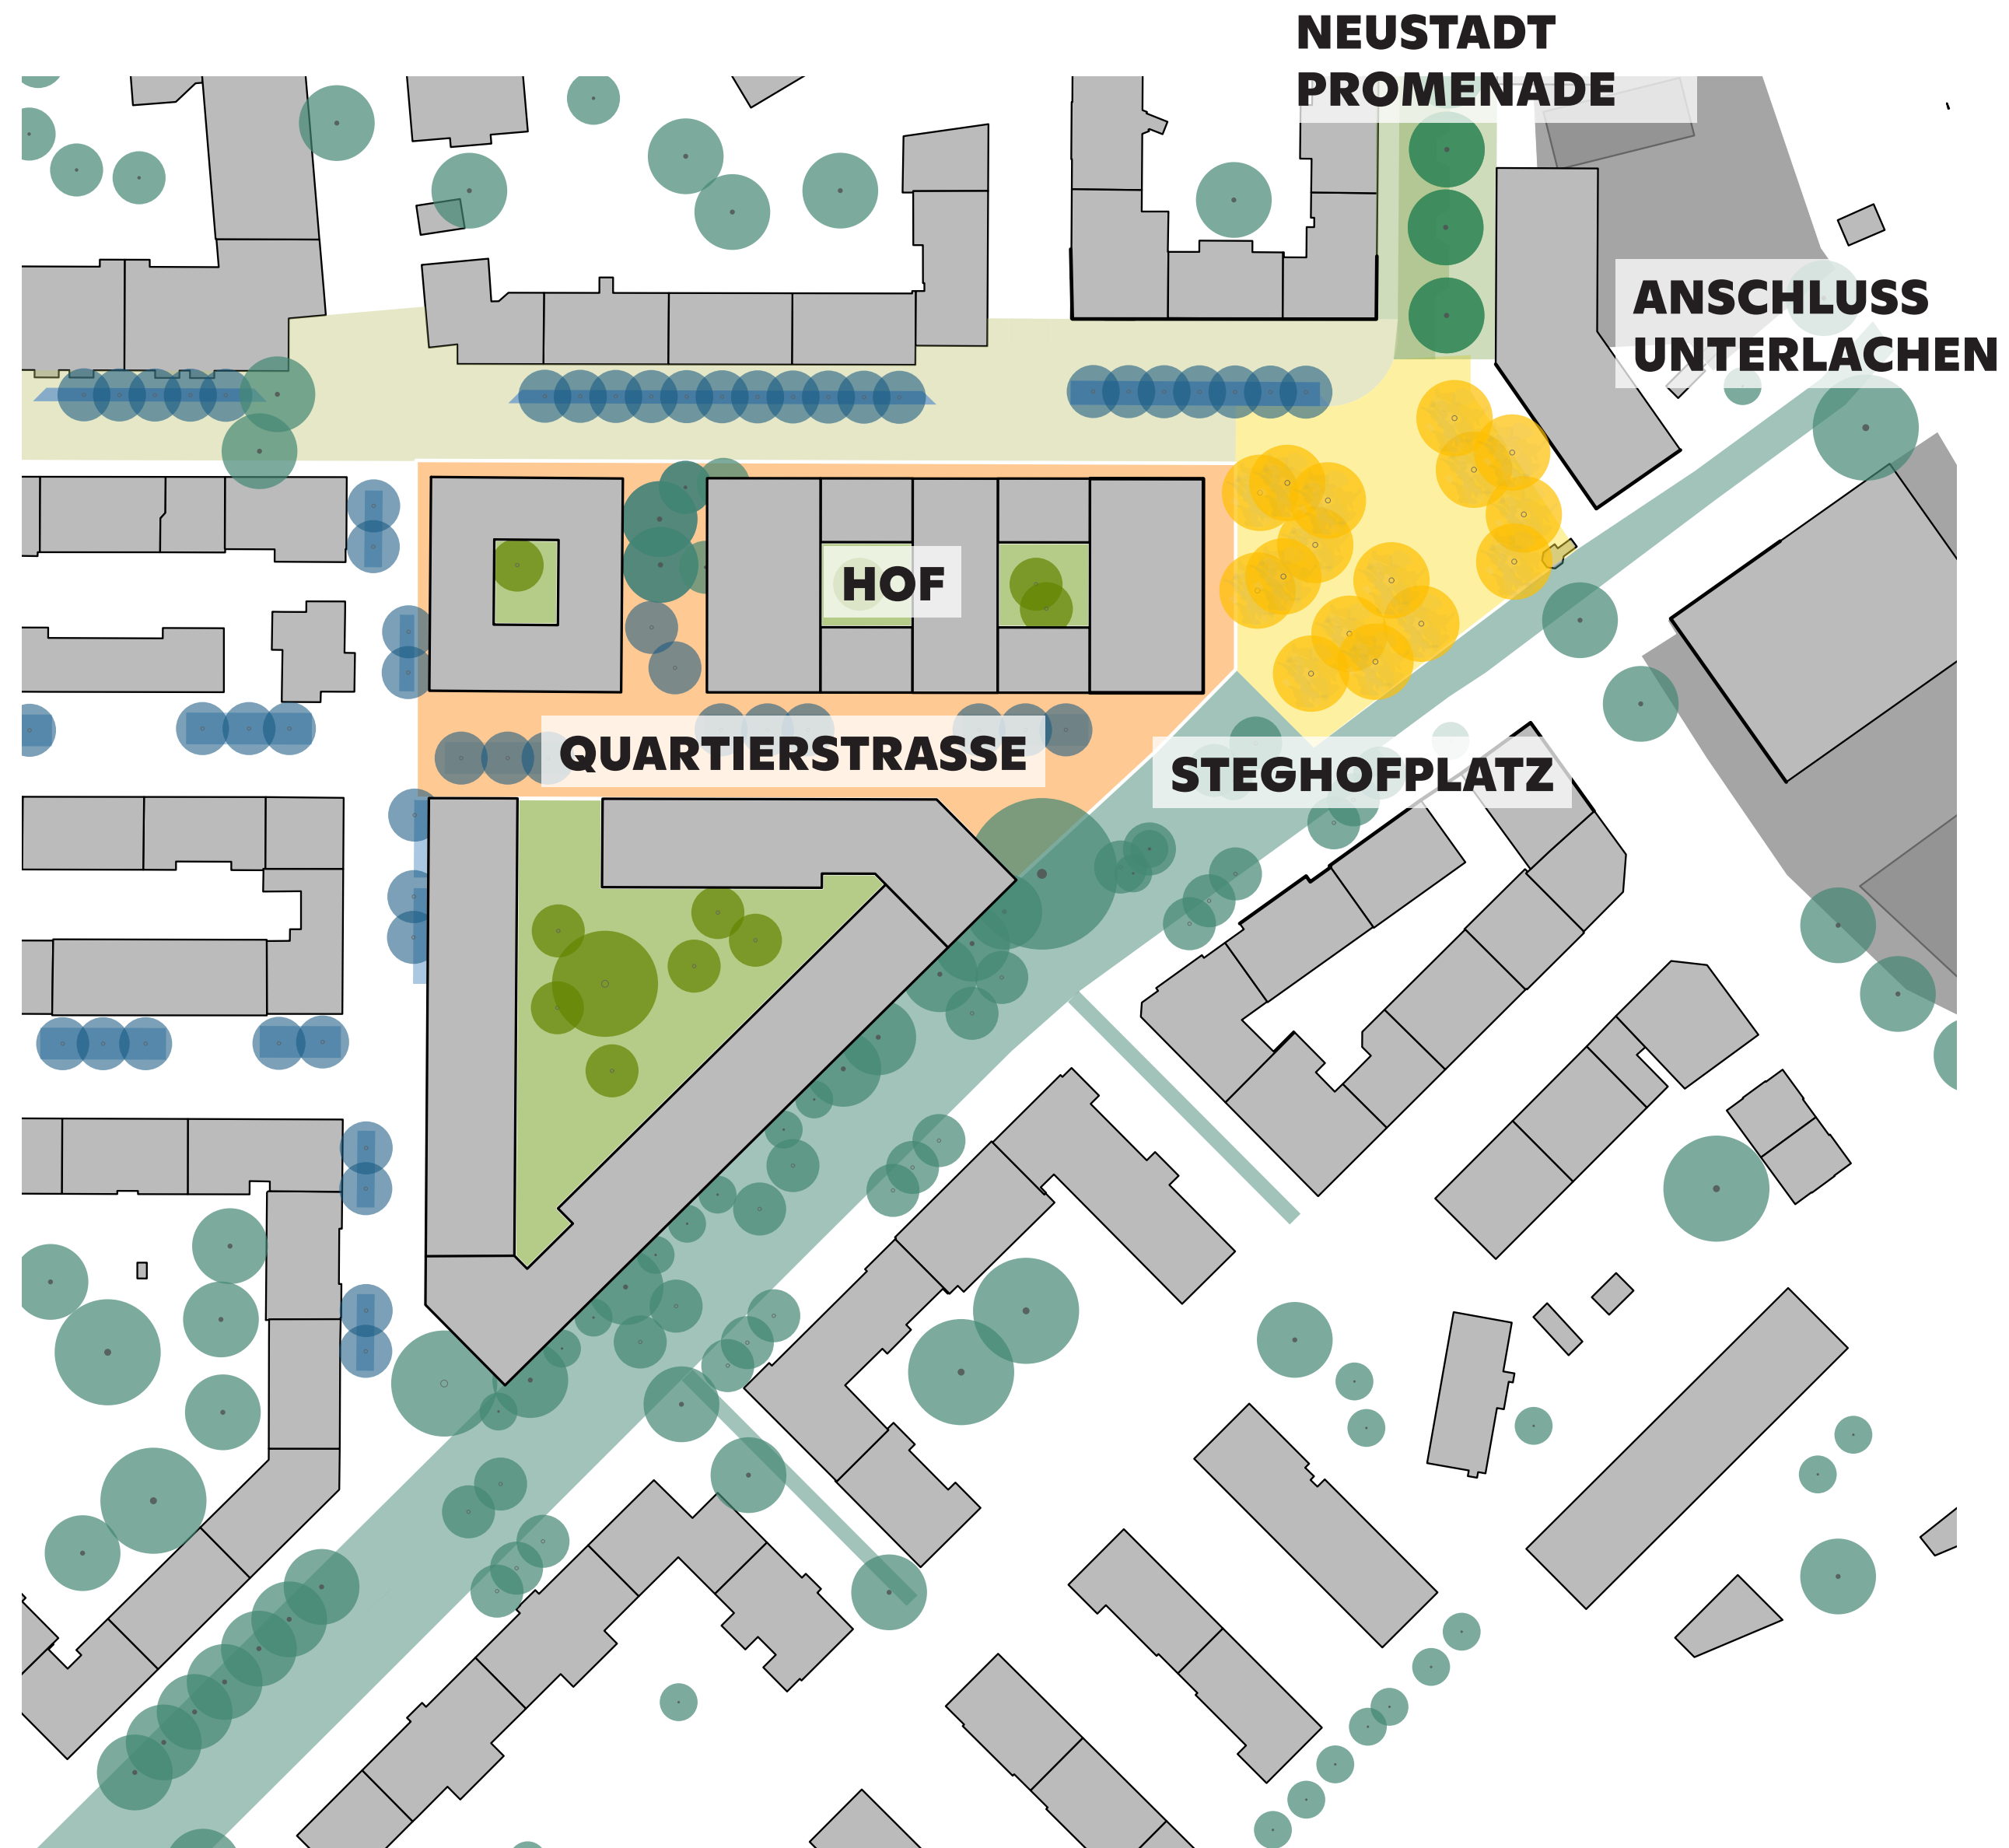 NEUSTADT
PROMENADE
ANSCHLUSS
UNTERLACHEN
HOF
QUARTIERSTRASSE
STEGHOFPLATZ